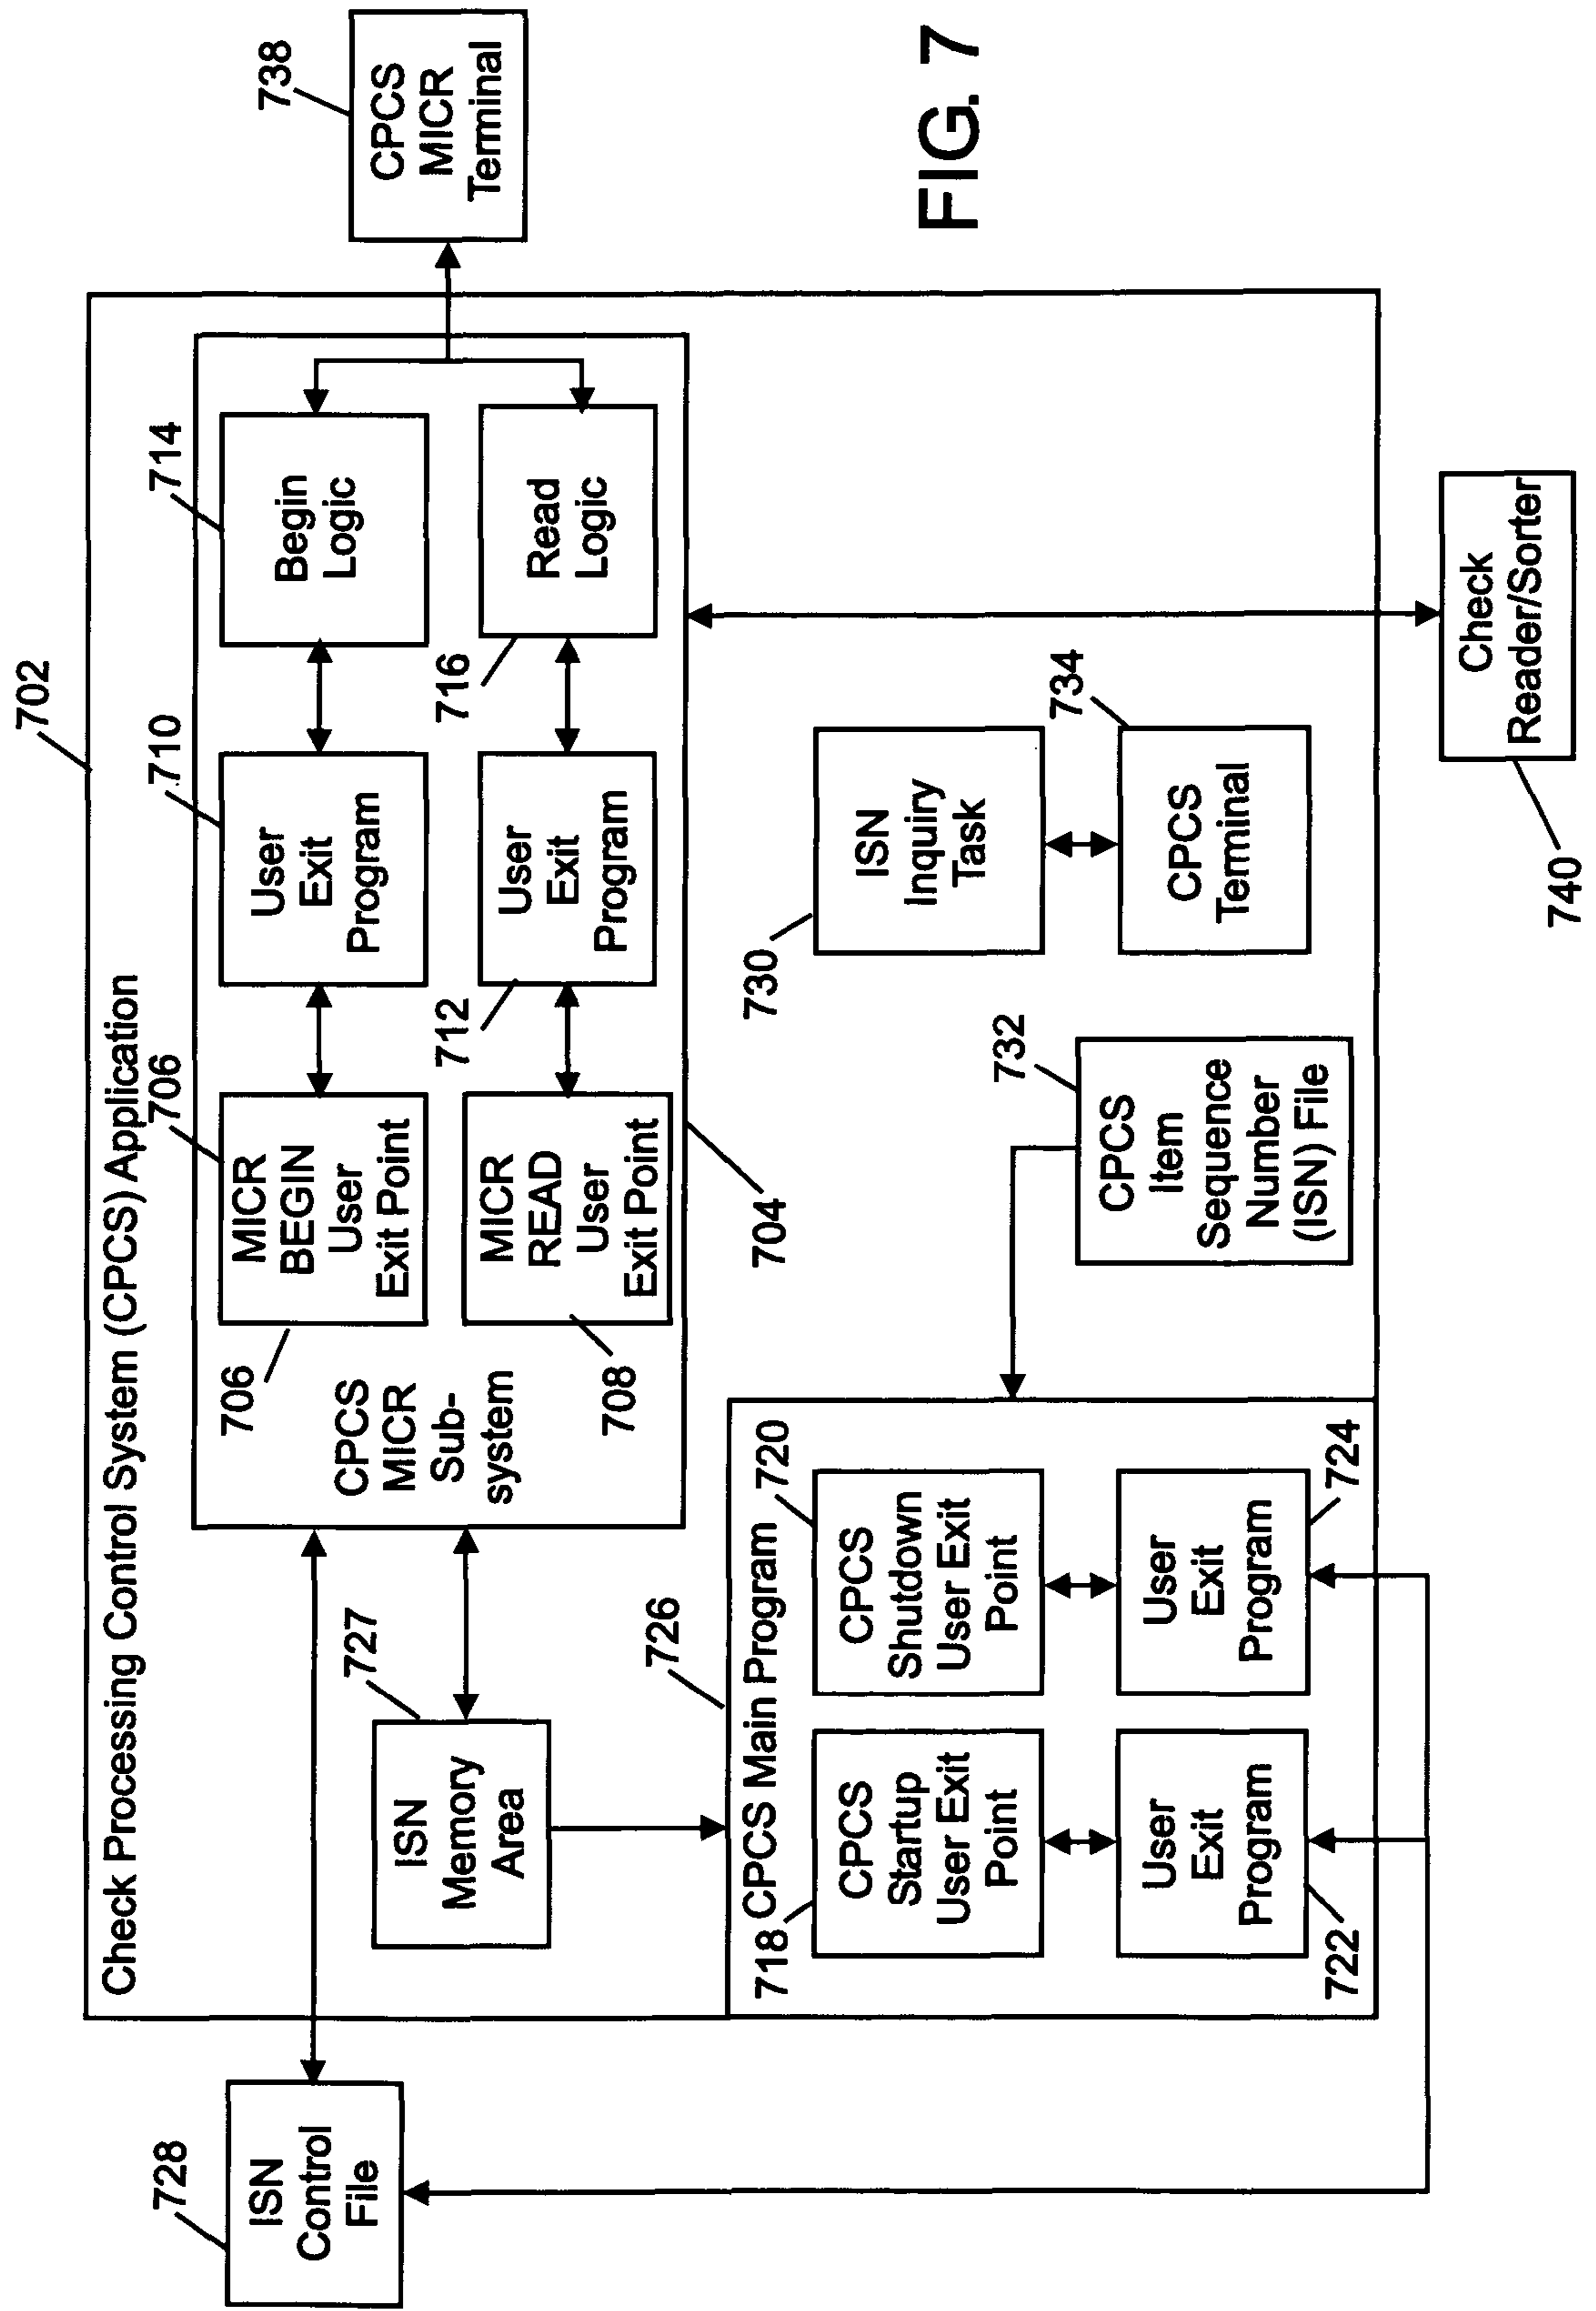 702
Check Processing Control System (CPCS) Application
728
ISN
Control
File
727
ISN
Memory
Area
CPCS
MICR
Sub-
system
706
706
MICR
BEGIN
User
Exit Point
710
User
Exit
Program
714
Begin
Logic
738
CPCS
MICR
Terminal
708
MICR
READ
User
Exit Point
712
User
Exit
Program
716
Read
Logic
704
726
CPCS Main Program
718
CPCS
Startup
User Exit
Point
720
CPCS
Shutdown
User Exit
Point
722
User
Exit
Program
724
User
Exit
Program
732
CPCS
Item
Sequence
Number
(ISN) File
730
ISN
Inquiry
Task
734
CPCS
Terminal
740
Check
Reader/Sorter
FIG. 7